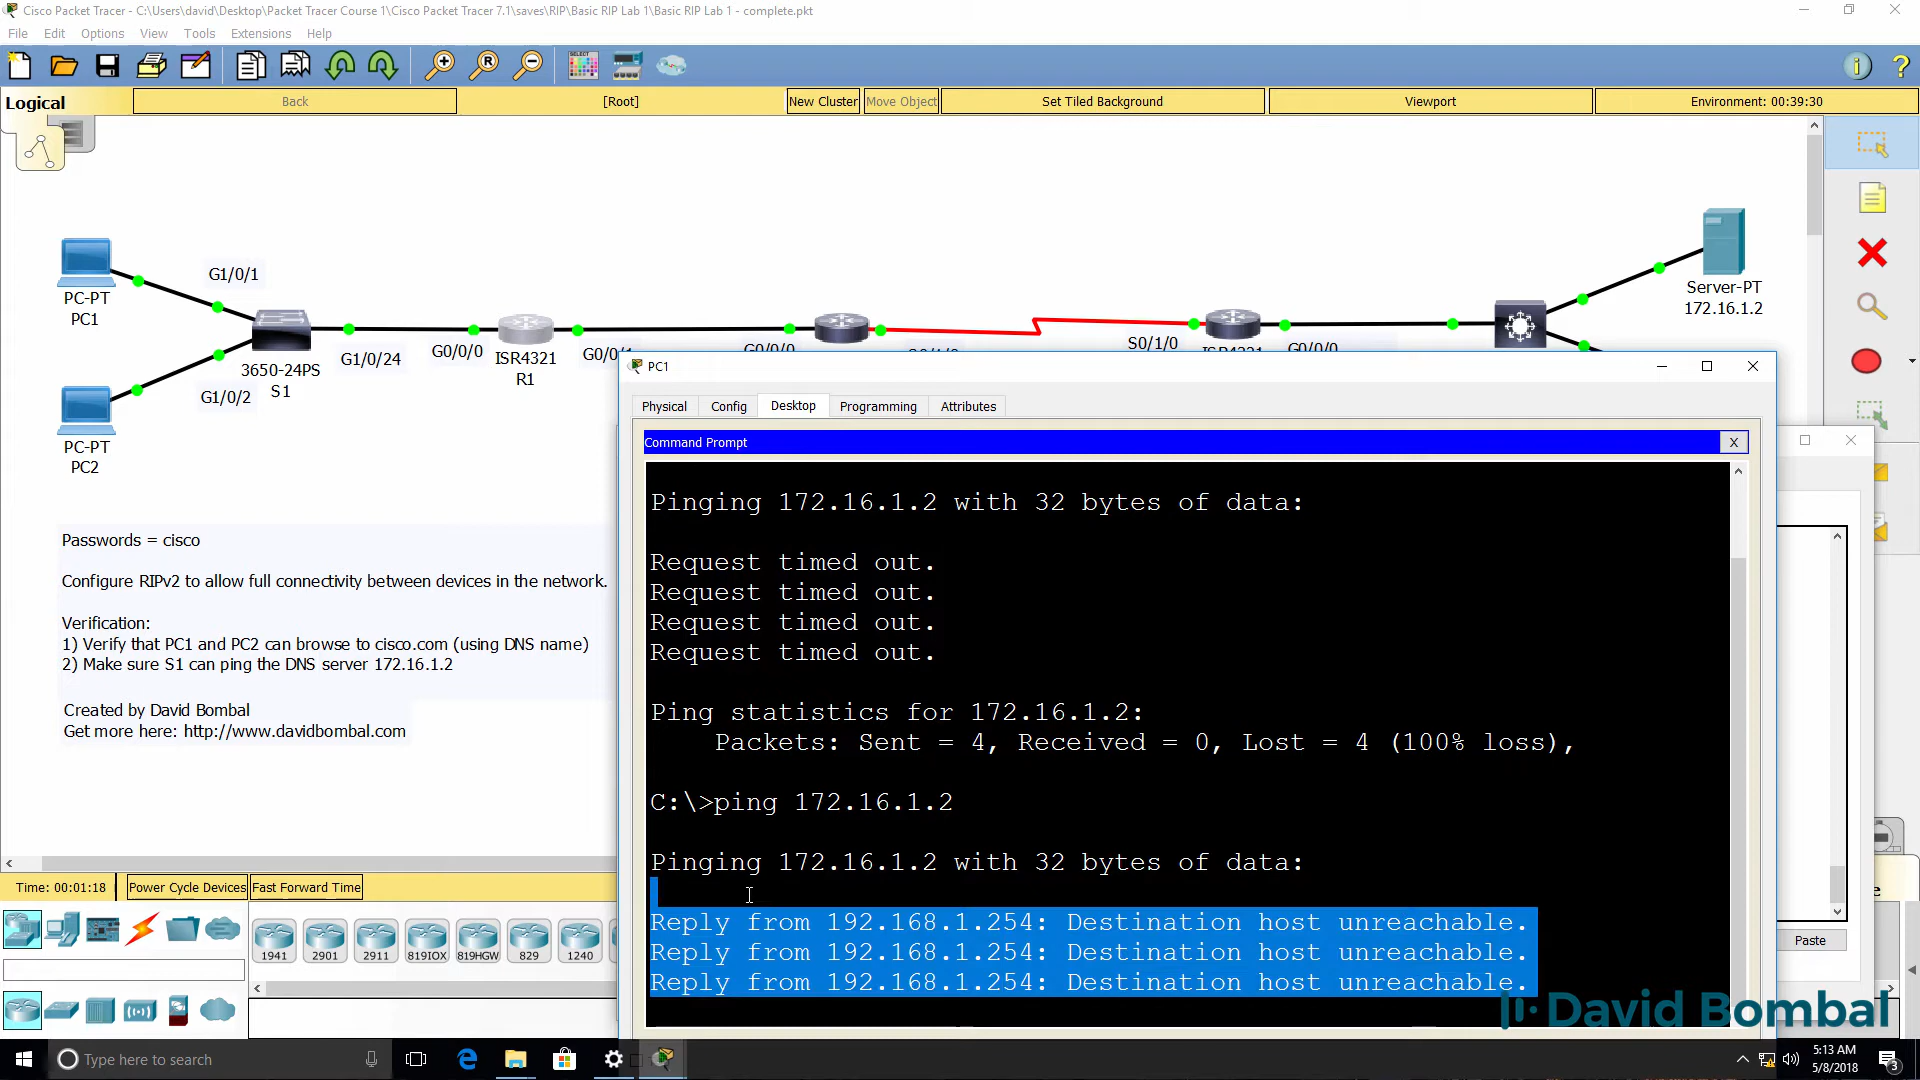 Cisco Packet Tracer - C:\Users\david\Desktop\Packet Tracer Course 1\Cisco Packet Tracer 7.1\saves\RIP\Basic RIP Lab 1\Basic RIP Lab 1 - complete.pkt
File Edit Options View Tools Extensions Help
Logical Back [Root] New Cluster Move Object Set Tiled Background Viewport Environment: 00:39:30
PC-PT
PC1
G1/0/1
PC-PT
PC2
G1/0/2
3650-24PS
S1
G1/0/24
G0/0/0
ISR4321
R1
G0/0/0
S0/1/0
G0/0/0
Server-PT
172.16.1.2
Passwords = cisco
Configure RIPv2 to allow full connectivity between devices in the network.
Verification:
1) Verify that PC1 and PC2 can browse to cisco.com (using DNS name)
2) Make sure S1 can ping the DNS server 172.16.1.2
Created by David Bombal
Get more here: http://www.davidbombal.com
PC1
Physical Config Desktop Programming Attributes
Command Prompt X
Pinging 172.16.1.2 with 32 bytes of data:
Request timed out.
Request timed out.
Request timed out.
Request timed out.
Ping statistics for 172.16.1.2:
Packets: Sent = 4, Received = 0, Lost = 4 (100% loss),
C:\>ping 172.16.1.2
Pinging 172.16.1.2 with 32 bytes of data:
Reply from 192.168.1.254: Destination host unreachable.
Reply from 192.168.1.254: Destination host unreachable.
Reply from 192.168.1.254: Destination host unreachable.
Paste
Time: 00:01:18 Power Cycle Devices Fast Forward Time
1941 2901 2911 819IOX 819HGW 829 1240
David Bombal
Type here to search
5:13 AM
5/8/2018
3